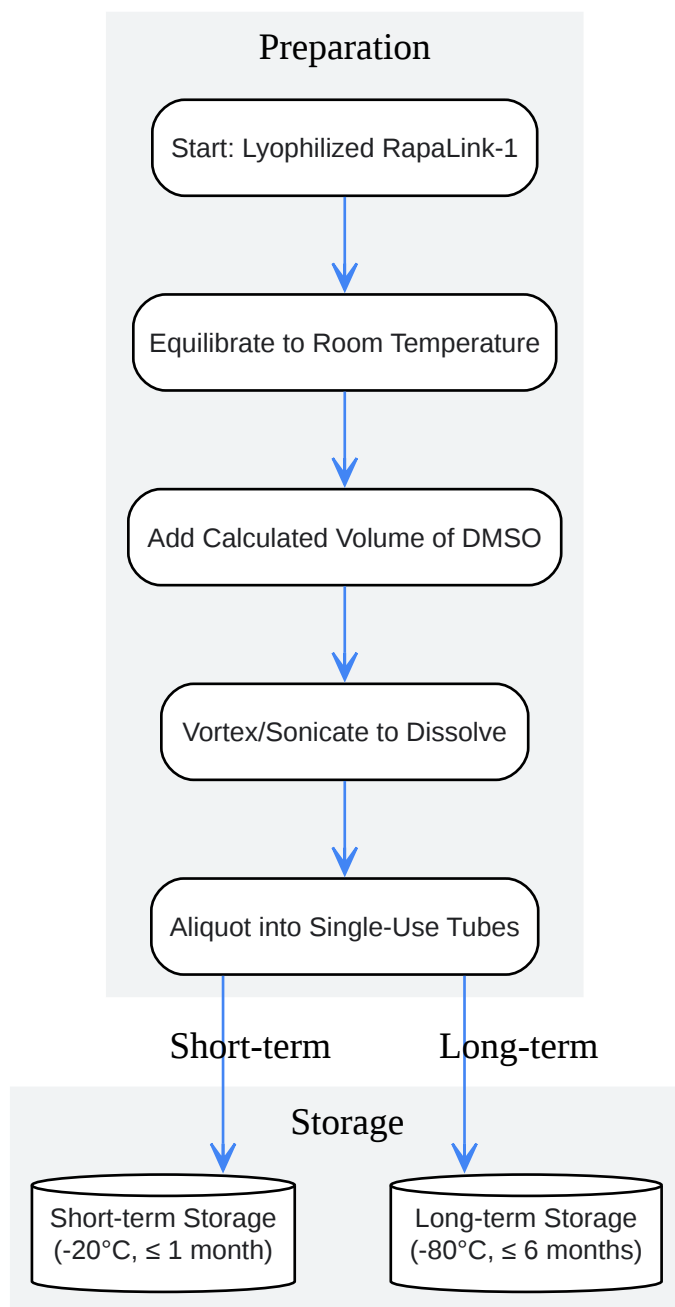 Preparation
Start: Lyophilized RapaLink-1
Equilibrate to Room Temperature
Add Calculated Volume of DMSO
Vortex/Sonicate to Dissolve
Aliquot into Single-Use Tubes
Short-term
Long-term
Storage
Short-term Storage
(-20°C, ≤ 1 month)
Long-term Storage
(-80°C, ≤ 6 months)